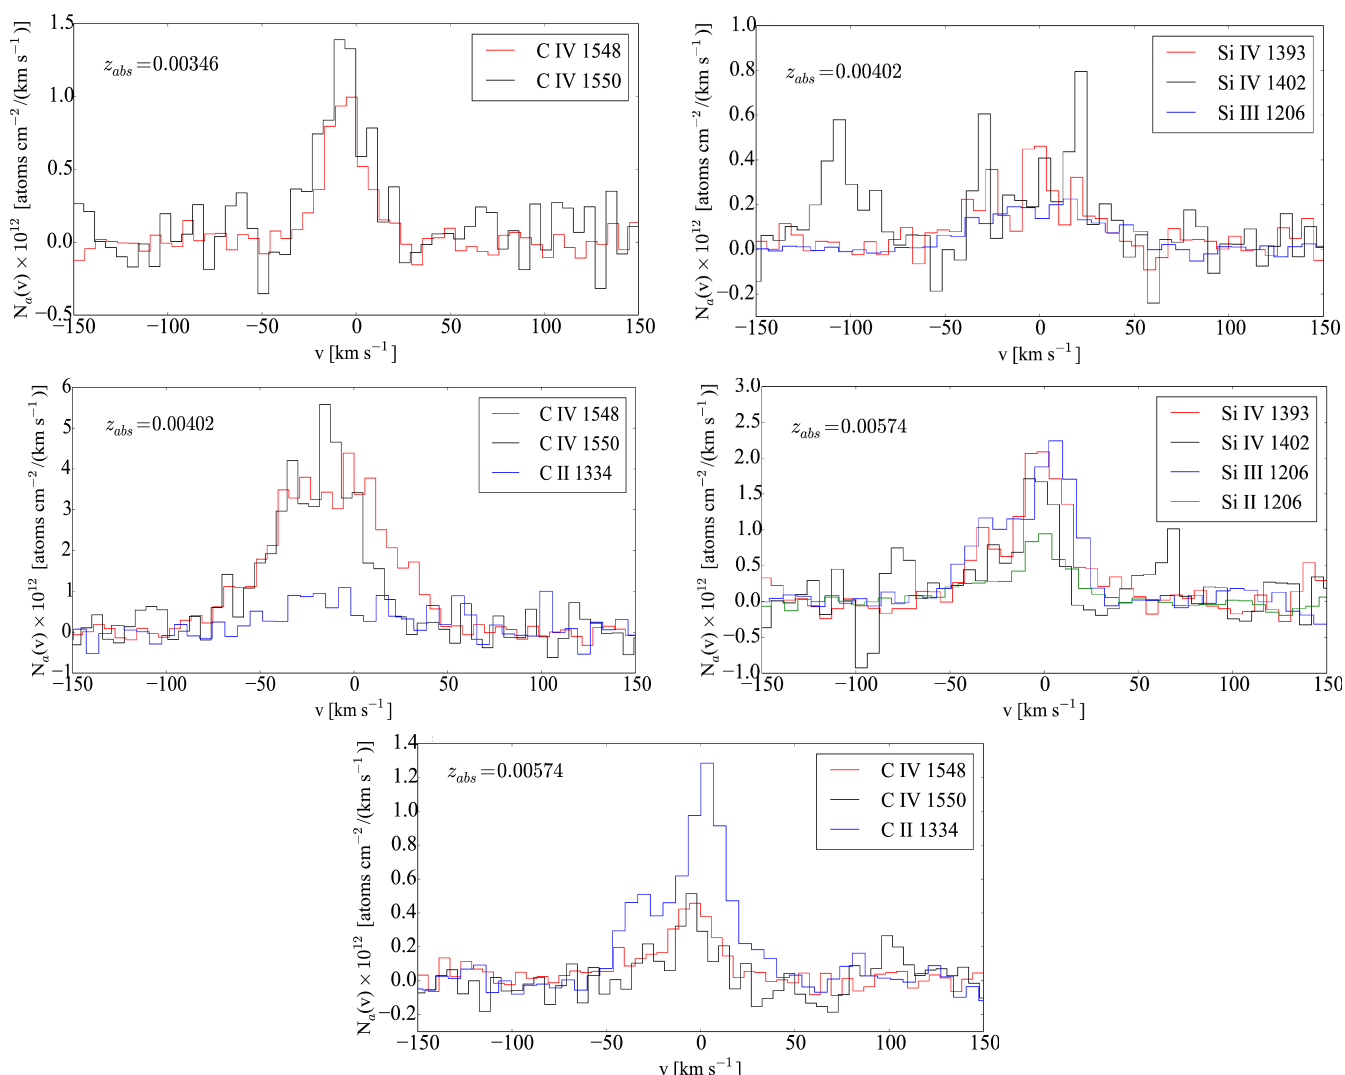 1.5
1.0
0.5
0.0
−0.5
N_a(v) × 10^12 [atoms cm^−2/(km s^−1)]
z_abs = 0.00346
C IV 1548
C IV 1550
−150 −100 −50 0 50 100 150
v [km s^−1]
1.0
0.8
0.6
0.4
0.2
0.0
−0.2
N_a(v) × 10^12 [atoms cm^−2/(km s^−1)]
z_abs = 0.00402
Si IV 1393
Si IV 1402
Si III 1206
−150 −100 −50 0 50 100 150
v [km s^−1]
6
5
4
3
2
1
0
−1
N_a(v) × 10^12 [atoms cm^−2/(km s^−1)]
z_abs = 0.00402
C IV 1548
C IV 1550
C II 1334
−150 −100 −50 0 50 100 150
v [km s^−1]
3.0
2.5
2.0
1.5
1.0
0.5
0.0
−0.5
−1.0
N_a(v) × 10^12 [atoms cm^−2/(km s^−1)]
z_abs = 0.00574
Si IV 1393
Si IV 1402
Si III 1206
Si II 1206
−150 −100 −50 0 50 100 150
v [km s^−1]
1.4
1.2
1.0
0.8
0.6
0.4
0.2
0.0
−0.2
N_a(v) × 10^12 [atoms cm^−2/(km s^−1)]
z_abs = 0.00574
C IV 1548
C IV 1550
C II 1334
−150 −100 −50 0 50 100 150
v [km s^−1]